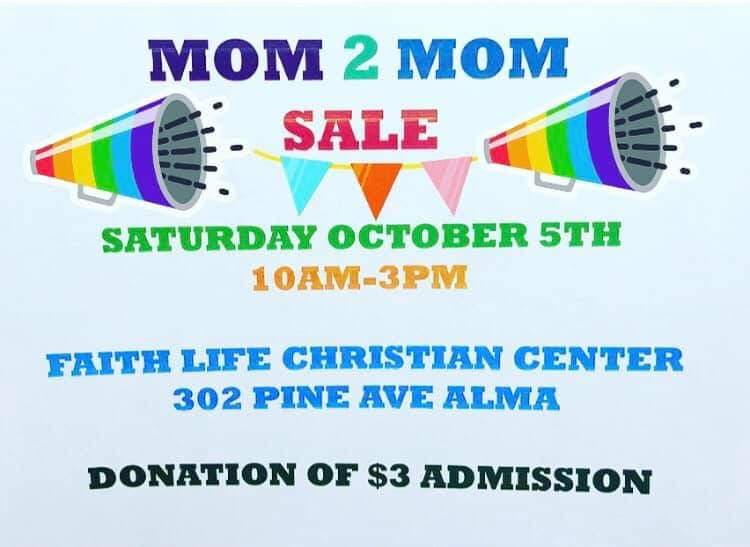 MOM 2 MOM
SALE
SATURDAY OCTOBER 5TH
10AM-3PM
FAITH LIFE CHRISTIAN CENTER
302 PINE AVE ALMA
DONATION OF $3 ADMISSION